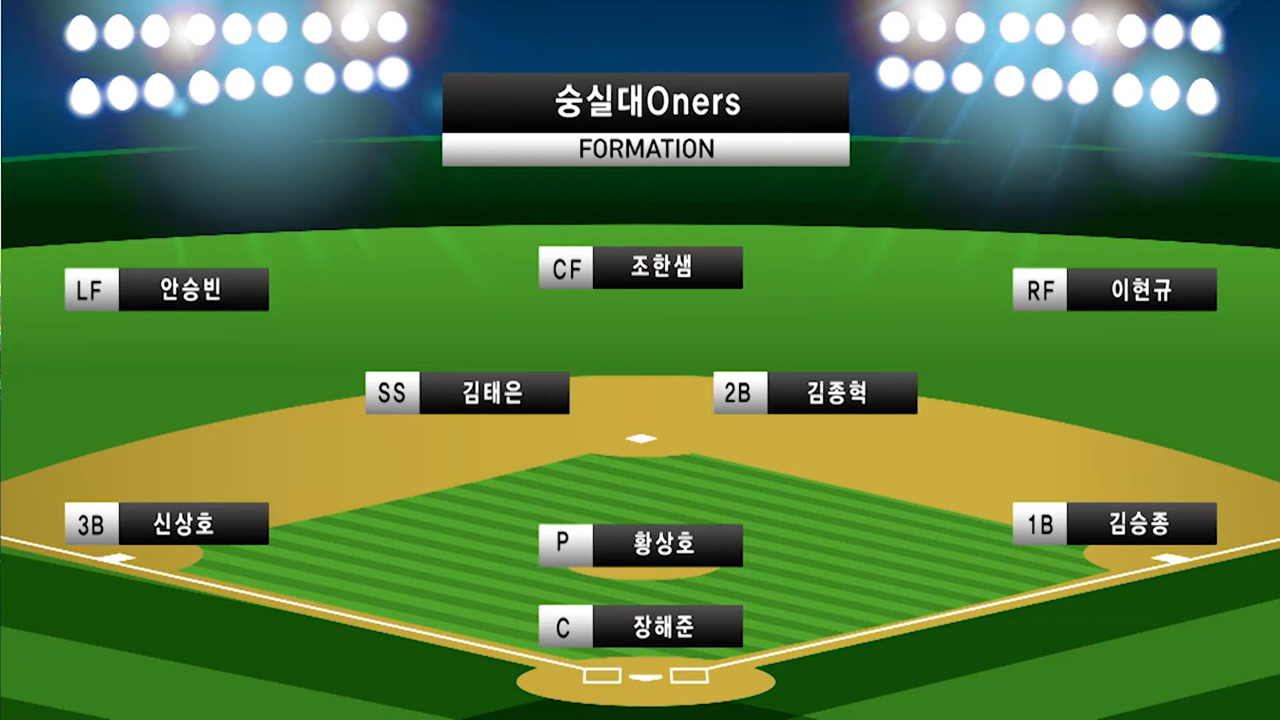 숭실대Oners
FORMATION
CF 조한샘
LF 안승빈
RF 이현규
SS 김태은
2B 김종혁
3B 신상호
1B 김승종
P 황상호
C 장해준